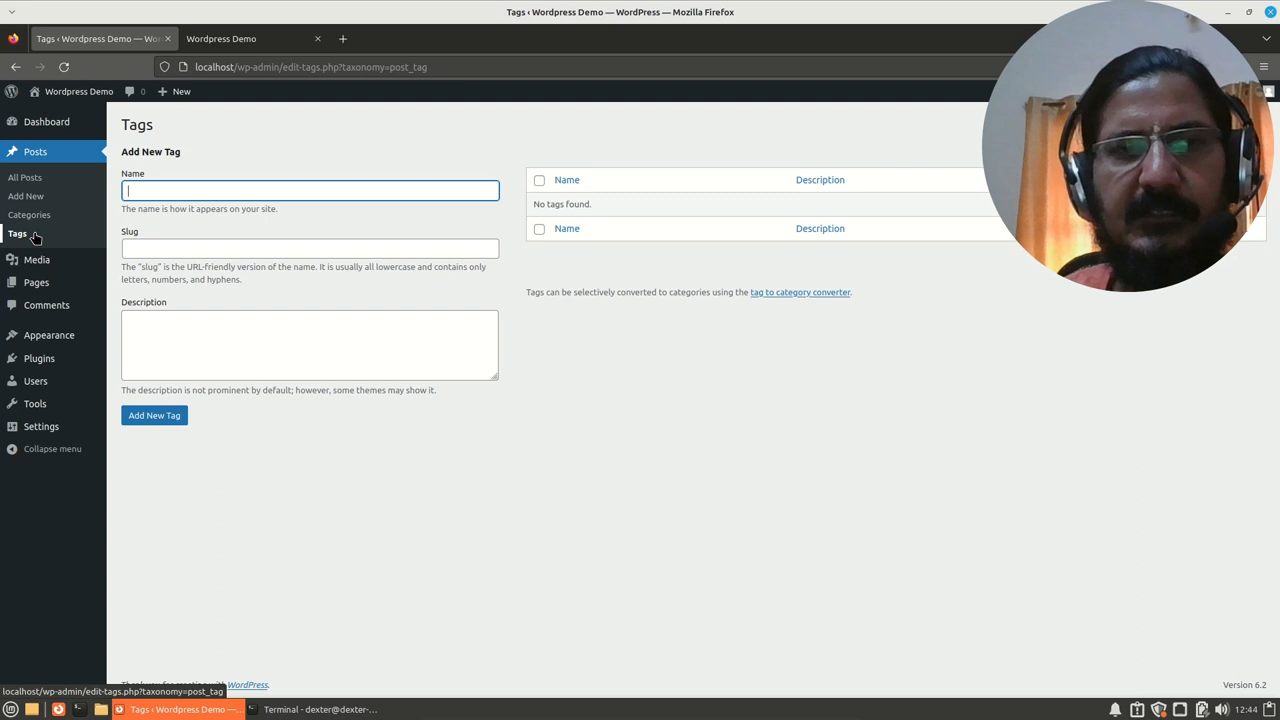 Tags ‹ Wordpress Demo — WordPress — Mozilla Firefox
Tags ‹ Wordpress Demo — Wor
Wordpress Demo
localhost/wp-admin/edit-tags.php?taxonomy=post_tag
Wordpress Demo
0
New
Dashboard
Posts
All Posts
Add New
Categories
Tags
Media
Pages
Comments
Appearance
Plugins
Users
Tools
Settings
Collapse menu
Tags
Add New Tag
Name
The name is how it appears on your site.
Slug
The “slug” is the URL-friendly version of the name. It is usually all lowercase and contains only
letters, numbers, and hyphens.
Description
The description is not prominent by default; however, some themes may show it.
Add New Tag
Name Description
No tags found.
Name Description
Tags can be selectively converted to categories using the tag to category converter.
WordPress.
Version 6.2
localhost/wp-admin/edit-tags.php?taxonomy=post_tag
Tags ‹ Wordpress Demo —...
Terminal - dexter@dexter-...
12:44